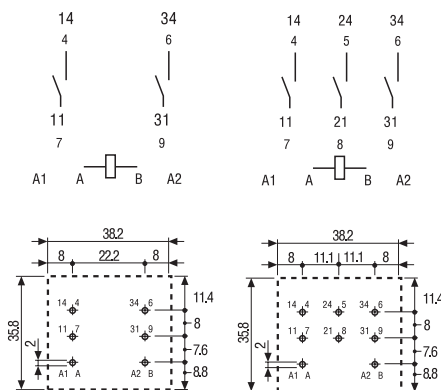 14 34 14 24 34
4 6 4 5 6
11 31 11 21 31
7 9 7 8 9
A1 A B A2 A1 A B A2
38.2 38.2
8 22.2 8 8 11.1 11.1 8
11.4 11.4
14 4 34 6 14 4 24 5 34 6
35.8 8 35.8 8
11 7 31 9 11 7 21 8 31 9
2 7.6 2 7.6
A1 A A2 B A1 A A2 B
8.8 8.8